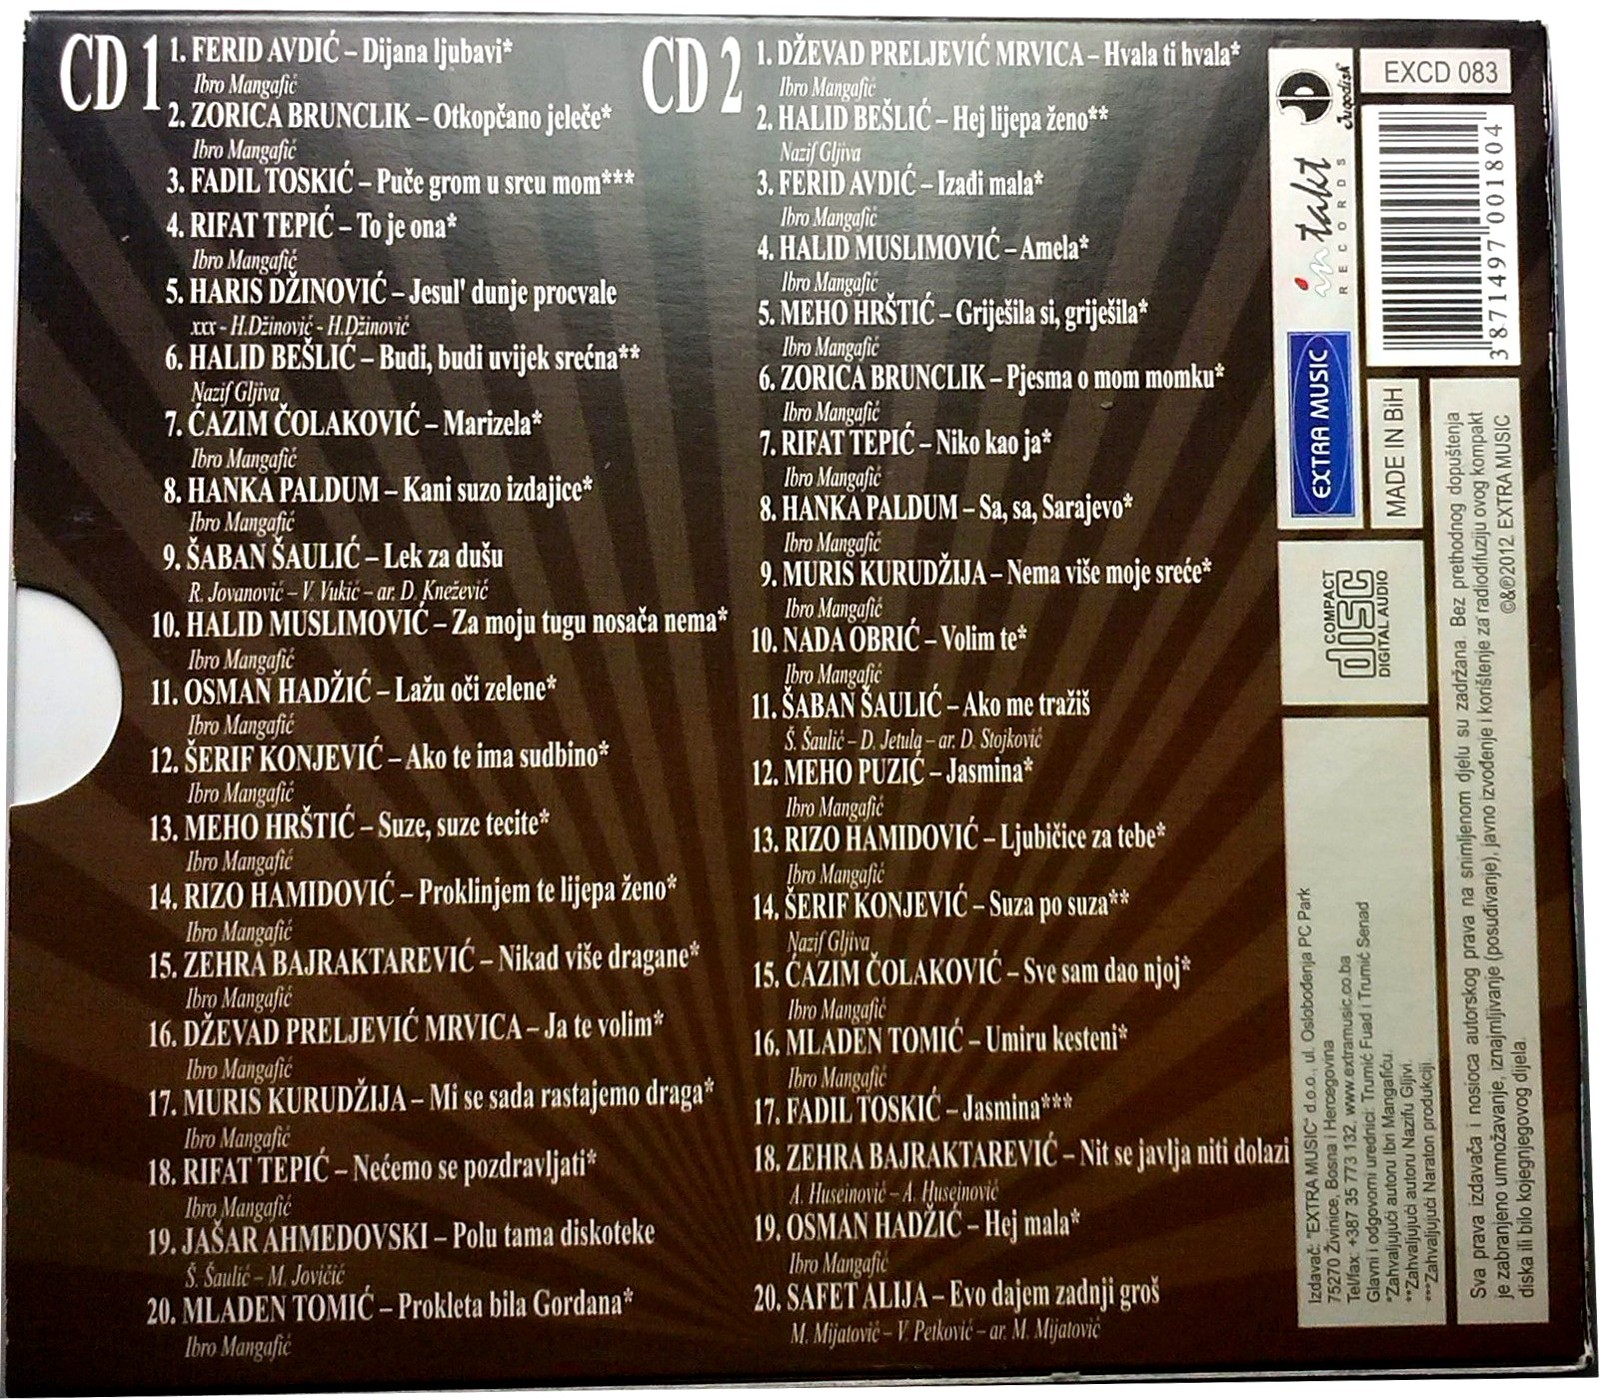 CD 1
1. FERID AVDIĆ – Dijana ljubavi*
Ibro Mangafić
2. ZORICA BRUNCLIK – Otkopčano jeleče*
Ibro Mangafić
3. FADIL TOSKIĆ – Puče grom u srcu mom***
4. RIFAT TEPIĆ – To je ona*
Ibro Mangafić
5. HARIS DŽINOVIĆ – Jesul' dunje procvale
xxx - H.Džinović - H.Džinović
6. HALID BEŠLIĆ – Budi, budi uvijek srećna**
Nazif Gljiva
7. ĆAZIM ČOLAKOVIĆ – Marizela*
Ibro Mangafić
8. HANKA PALDUM – Kani suzo izdajice*
Ibro Mangafić
9. ŠABAN ŠAULIĆ – Lek za dušu
R. Jovanović – V. Vukić – ar. D. Knežević
10. HALID MUSLIMOVIĆ – Za moju tugu nosača nema*
Ibro Mangafić
11. OSMAN HADŽIĆ – Lažu oči zelene*
Ibro Mangafić
12. ŠERIF KONJEVIĆ – Ako te ima sudbino*
Ibro Mangafić
13. MEHO HRŠTIĆ – Suze, suze tecite*
Ibro Mangafić
14. RIZO HAMIDOVIĆ – Proklinjem te lijepa ženo*
Ibro Mangafić
15. ZEHRA BAJRAKTAREVIĆ – Nikad više dragane*
Ibro Mangafić
16. DŽEVAD PRELJEVIĆ MRVICA – Ja te volim*
Ibro Mangafić
17. MURIS KURUDŽIJA – Mi se sada rastajemo draga*
Ibro Mangafić
18. RIFAT TEPIĆ – Nećemo se pozdravljati*
Ibro Mangafić
19. JAŠAR AHMEDOVSKI – Polu tama diskoteke
Š. Šaulić – M. Jovičić
20. MLADEN TOMIĆ – Prokleta bila Gordana*
Ibro Mangafić
CD 2
1. DŽEVAD PRELJEVIĆ MRVICA – Hvala ti hvala*
Ibro Mangafić
2. HALID BEŠLIĆ – Hej lijepa ženo**
Nazif Gljiva
3. FERID AVDIĆ – Izađi mala*
Ibro Mangafić
4. HALID MUSLIMOVIĆ – Amela*
Ibro Mangafić
5. MEHO HRŠTIĆ – Griješila si, griješila*
Ibro Mangafić
6. ZORICA BRUNCLIK – Pjesma o mom momku*
Ibro Mangafić
7. RIFAT TEPIĆ – Niko kao ja*
Ibro Mangafić
8. HANKA PALDUM – Sa, sa, Sarajevo*
Ibro Mangafić
9. MURIS KURUDŽIJA – Nema više moje sreće*
Ibro Mangafić
10. NADA OBRIĆ – Volim te*
Ibro Mangafić
11. ŠABAN ŠAULIĆ – Ako me tražiš
Š. Šaulić – D. Jetula – ar. D. Stojković
12. MEHO PUZIĆ – Jasmina*
Ibro Mangafić
13. RIZO HAMIDOVIĆ – Ljubičice za tebe*
Ibro Mangafić
14. ŠERIF KONJEVIĆ – Suza po suza**
Nazif Gljiva
15. ĆAZIM ČOLAKOVIĆ – Sve sam dao njoj*
Ibro Mangafić
16. MLADEN TOMIĆ – Umiru kesteni*
Ibro Mangafić
17. FADIL TOSKIĆ – Jasmina***
18. ZEHRA BAJRAKTAREVIĆ – Nit se javlja niti dolazi
A. Huseinović – A. Huseinović
19. OSMAN HADŽIĆ – Hej mala*
Ibro Mangafić
20. SAFET ALIJA – Evo dajem zadnji groš
M. Mijatović – V. Petković – ar. M. Mijatović
Jugodisk
in takt
RECORDS
EXTRA MUSIC
EXCD 083
3 871497 001804
MADE IN BiH
COMPACT
disc
DIGITAL AUDIO
Izdavač: "EXTRA MUSIC" d.o.o., ul. Oslobođenja PC Park
75270 Živinice, Bosna i Hercegovina
Tel/fax: +387 35 773 132, www.extramusic.co.ba
Glavni i odgovorni urednici: Trumić Fuad i Trumić Senad
*Zahvaljujući autoru Ibri Mangafiću.
**Zahvaljujući autoru Nazifu Gljivi.
***Zahvaljujući Naraton produkciji.
Sva prava izdavača i nosioca autorskog prava na snimljenom djelu su zadržana. Bez prethodnog dopuštenja
je zabranjeno umnožavanje, iznajmljivanje (posuđivanje), javno izvođenje i korištenje za radiodifuziju ovog kompakt
diska ili bilo kojegnjegovog dijela.
©&℗2012 EXTRA MUSIC